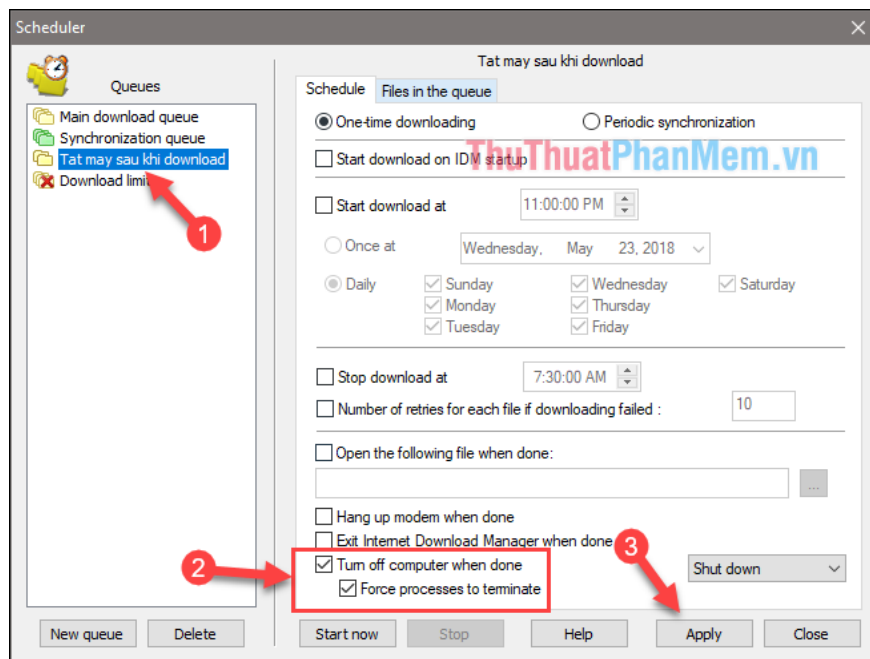 Scheduler
Queues
Main download queue
Synchronization queue
Tat may sau khi download
Download limi
1
New queue
Delete
Tat may sau khi download
Schedule
Files in the queue
One-time downloading
Periodic synchronization
Start download on IDM startup
ThuThuatPhanMem.vn
Start download at
11:00:00 PM
Once at
Wednesday, May 23, 2018
Daily
Sunday
Wednesday
Saturday
Monday
Thursday
Tuesday
Friday
Stop download at
7:30:00 AM
Number of retries for each file if downloading failed :
10
Open the following file when done:
...
Hang up modem when done
Exit Internet Download Manager when done
3
2
Turn off computer when done
Shut down
Force processes to terminate
Start now
Stop
Help
Apply
Close